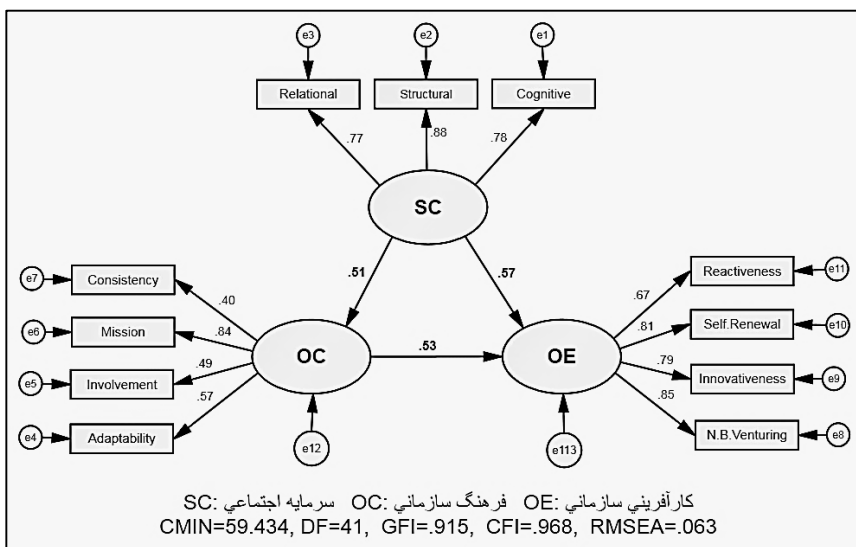 e3 e2 e1
Relational Structural Cognitive
.77 .88 .78
SC
.51 .57
e7 Consistency .40
e6 Mission .84
e5 Involvement .49
e4 Adaptability .57
OC
e12
.53
OE
e113
.67 Reactiveness e11
.81 Self.Renewal e10
.79 Innovativeness e9
.85 N.B.Venturing e8
SC: سرمايه اجتماعي OC: فرهنگ سازماني OE: كارآفريني سازماني
CMIN=59.434, DF=41, GFI=.915, CFI=.968, RMSEA=.063